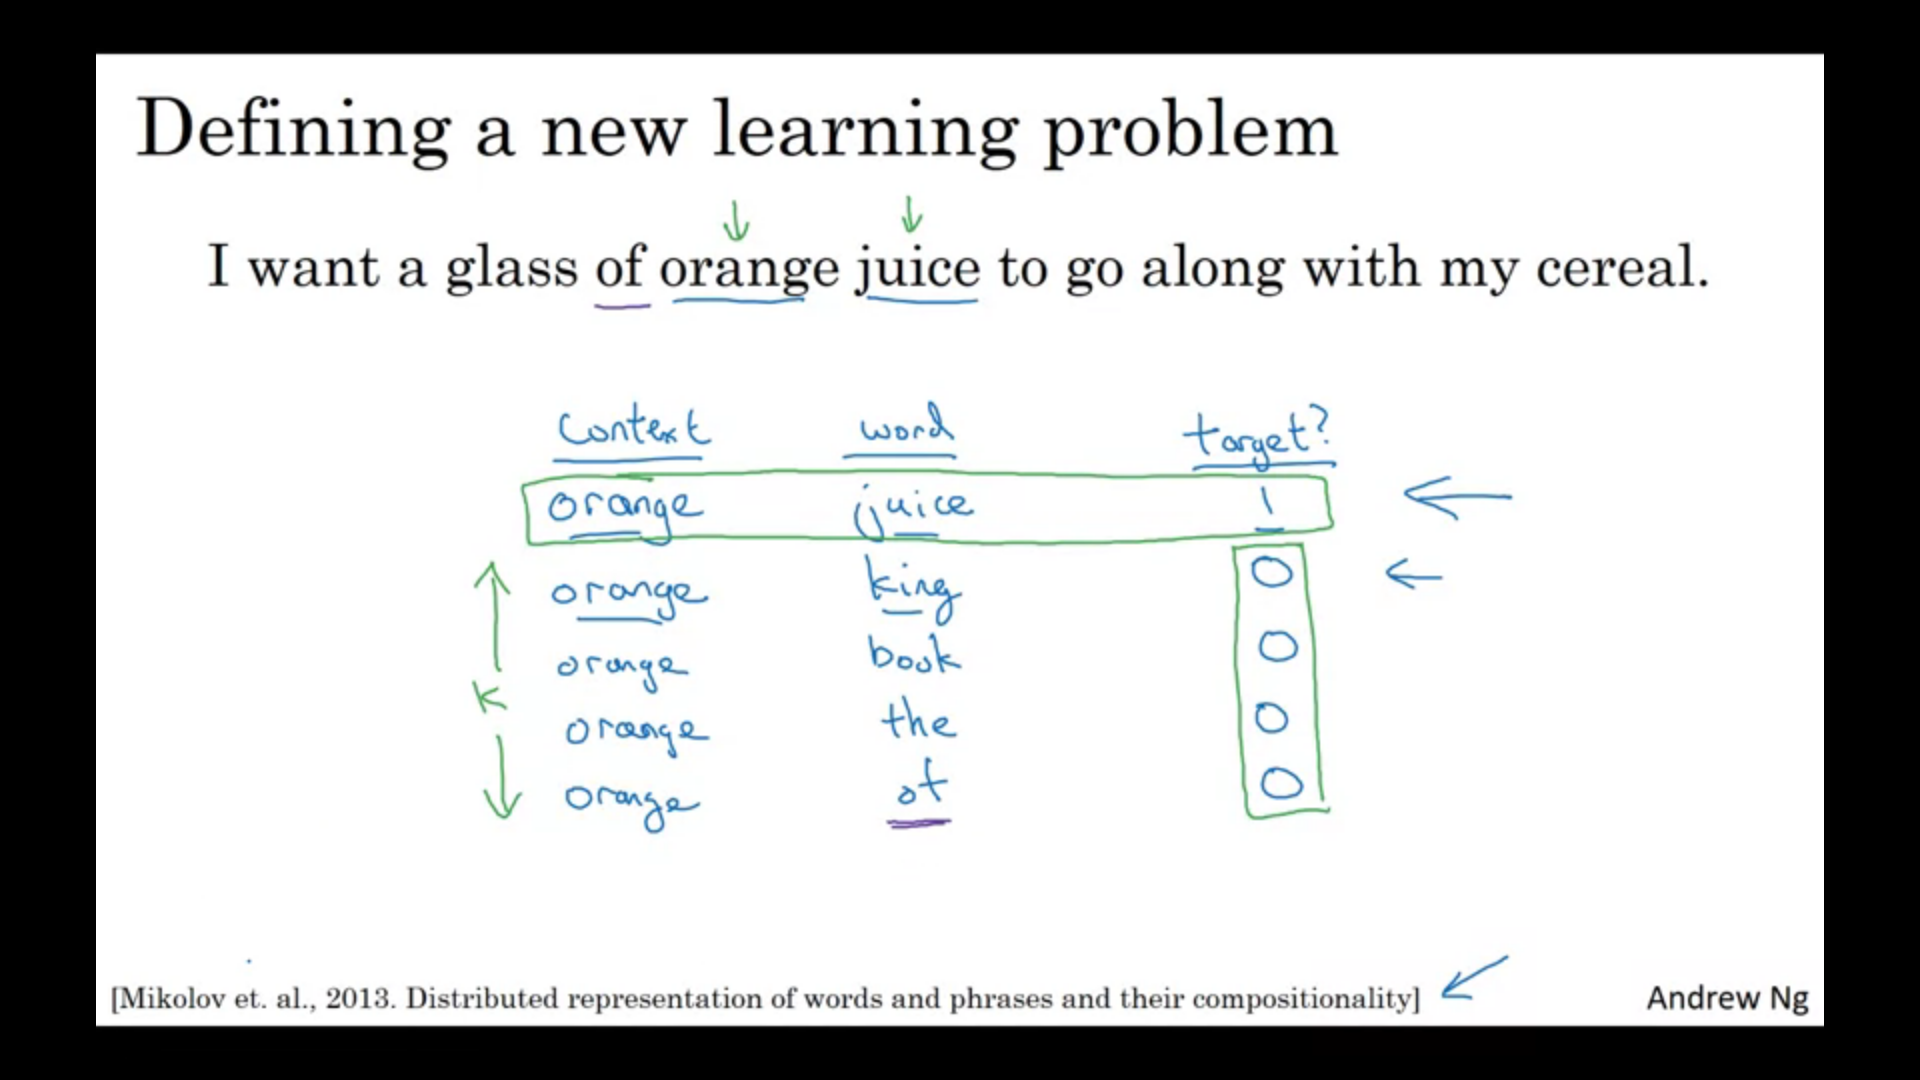 Defining a new learning problem
I want a glass of orange juice to go along with my cereal.
context word target?
orange juice 1
orange king 0
orange book 0
K
orange the 0
orange of 0
[Mikolov et. al., 2013. Distributed representation of words and phrases and their compositionality]
Andrew Ng